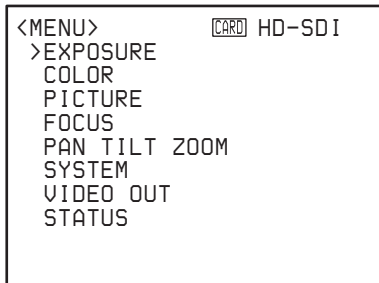 <MENU> CARD HD-SDI
>EXPOSURE
COLOR
PICTURE
FOCUS
PAN TILT ZOOM
SYSTEM
VIDEO OUT
STATUS